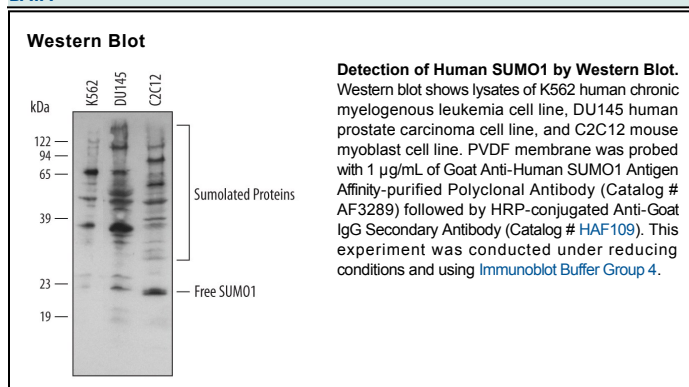 Western Blot
kDa
K562
DU145
C2C12
122
94
65
39
23
19
Sumolated Proteins
Free SUMO1
Detection of Human SUMO1 by Western Blot.
Western blot shows lysates of K562 human chronic
myelogenous leukemia cell line, DU145 human
prostate carcinoma cell line, and C2C12 mouse
myoblast cell line. PVDF membrane was probed
with 1 µg/mL of Goat Anti-Human SUMO1 Antigen
Affinity-purified Polyclonal Antibody (Catalog #
AF3289) followed by HRP-conjugated Anti-Goat
IgG Secondary Antibody (Catalog # HAF109). This
experiment was conducted under reducing
conditions and using Immunoblot Buffer Group 4.